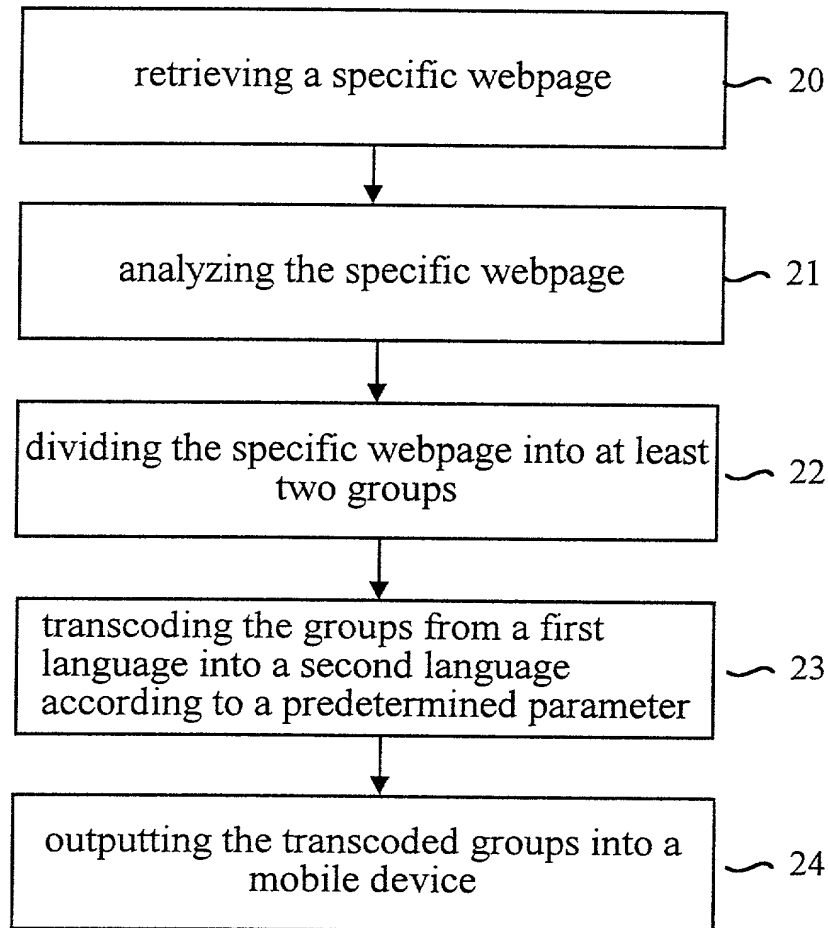 retrieving a specific webpage
20
analyzing the specific webpage
21
dividing the specific webpage into at least
two groups
22
transcoding the groups from a first
language into a second language
according to a predetermined parameter
23
outputting the transcoded groups into a
mobile device
24